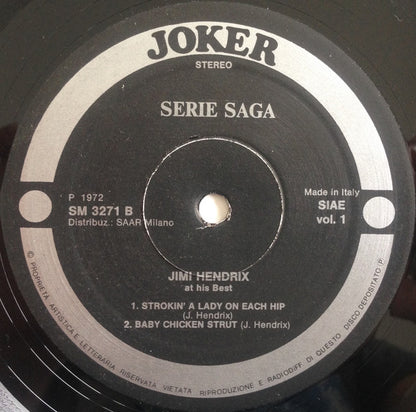 JOKER
STEREO
SERIE SAGA
P 1972
SM 3271 B
Distribuz.: SAAR Milano
Made in Italy
SIAE
vol. 1
JIMI HENDRIX
at his Best
1. STROKIN' A LADY ON EACH HIP
(J. Hendrix)
2. BABY CHICKEN STRUT (J. Hendrix)
© PROPRIETÀ ARTISTICA E LETTERARIA RISERVATA VIETATA RIPRODUZIONE E RADIODIFF. DI QUESTO DISCO DEPOSITATO P.